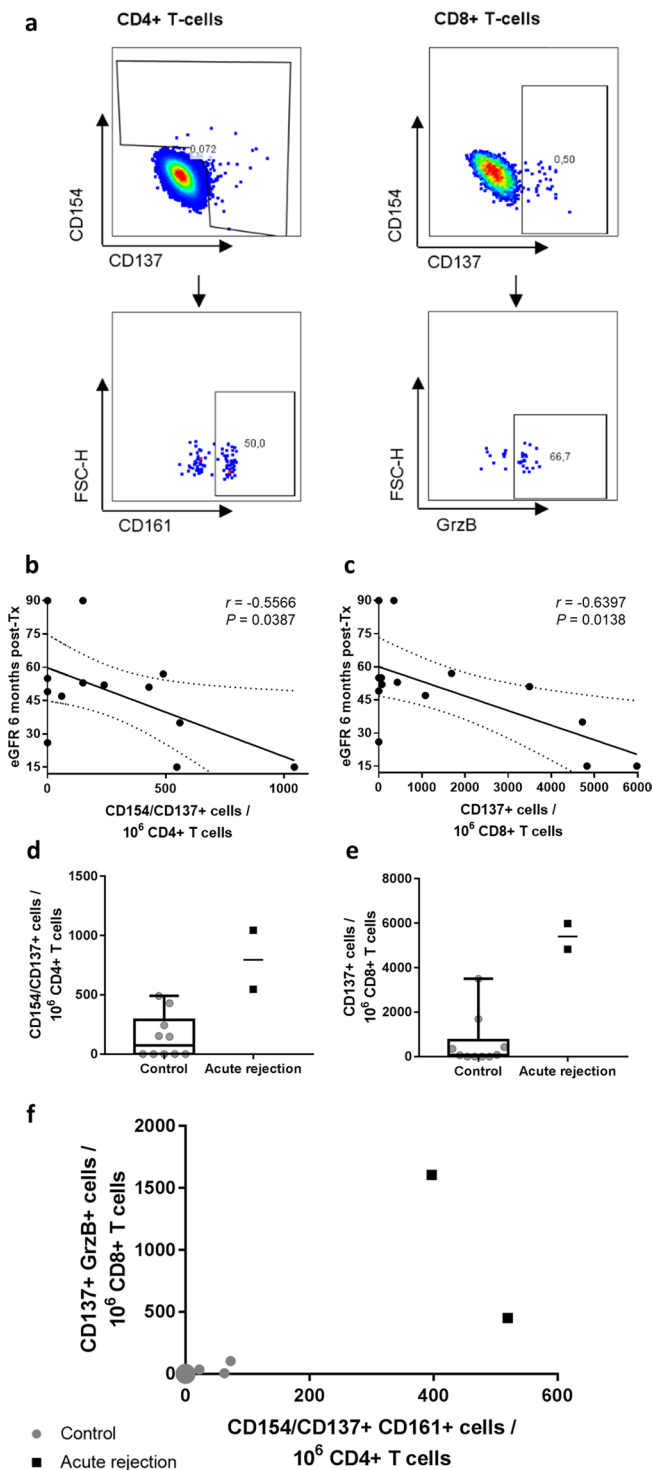 a
CD4+ T-cells
CD8+ T-cells
CD154
0,072
CD137
CD154
0,50
CD137
FSC-H
50,0
CD161
FSC-H
66,7
GrzB
b
eGFR 6 months post-Tx
90
75
60
45
30
15
r = -0.5566
P = 0.0387
0
500
1000
CD154/CD137+ cells /
10⁶ CD4+ T cells
c
eGFR 6 months post-Tx
90
75
60
45
30
15
r = -0.6397
P = 0.0138
0
1000
2000
3000
4000
5000
6000
CD137+ cells /
10⁶ CD8+ T cells
d
CD154/CD137+ cells /
10⁶ CD4+ T cells
1500
1000
500
0
Control
Acute rejection
e
CD137+ cells /
10⁶ CD8+ T cells
8000
6000
4000
2000
0
Control
Acute rejection
f
CD137+ GrzB+ cells /
10⁶ CD8+ T cells
2000
1500
1000
500
0
0
200
400
600
CD154/CD137+ CD161+ cells /
10⁶ CD4+ T cells
Control
Acute rejection